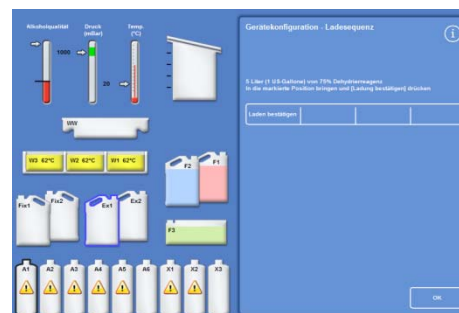 Alkoholqualität
Druck
(mBar)
Temp.
(°C)
1000
20
WW
W3 62°C
W2 62°C
W1 62°C
F2
F1
Fix1
Fix2
Ex1
Ex2
F3
A1
A2
A3
A4
A5
A6
X1
X2
X3
Gerätekonfiguration - Ladesequenz
i
5 Liter (1 US-Gallone) von 75% Dehydrierreagenz
In die markierte Position bringen und [Ladung bestätigen] drücken
Laden bestätigen
OK